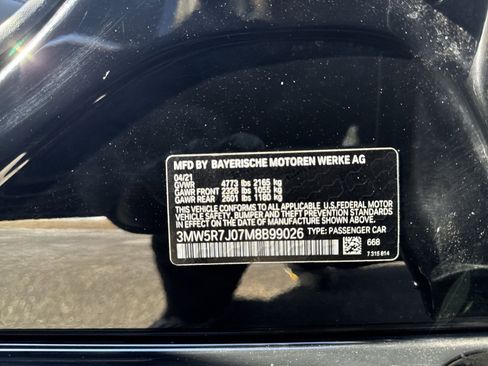 MFD BY BAYERISCHE MOTOREN WERKE AG
04/21
GVWR 4773 lbs 2165 kg
GAWR FRONT 2326 lbs 1055 kg
GAWR REAR 2601 lbs 1180 kg
THIS VEHICLE CONFORMS TO ALL APPLICABLE U.S.FEDERAL MOTOR
VEHICLE SAFETY, BUMPER, AND THEFT PREVENTION STANDARDS
IN EFFECT ON THE DATE OF MANUFACTURE SHOWN ABOVE.
3MW5R7J07M8B99026 TYPE: PASSENGER CAR
668
7 315 814